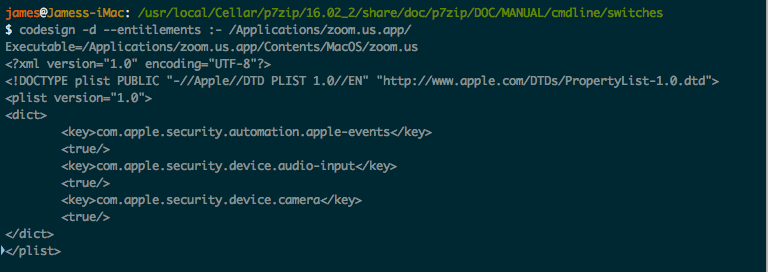 james@Jamess-iMac: /usr/local/Cellar/p7zip/16.02_2/share/doc/p7zip/DOC/MANUAL/cmdline/switches
$ codesign -d --entitlements :- /Applications/zoom.us.app/
Executable=/Applications/zoom.us.app/Contents/MacOS/zoom.us
<?xml version="1.0" encoding="UTF-8"?>
<!DOCTYPE plist PUBLIC "-//Apple//DTD PLIST 1.0//EN" "http://www.apple.com/DTDs/PropertyList-1.0.dtd">
<plist version="1.0">
<dict>
        <key>com.apple.security.automation.apple-events</key>
        <true/>
        <key>com.apple.security.device.audio-input</key>
        <true/>
        <key>com.apple.security.device.camera</key>
        <true/>
</dict>
</plist>